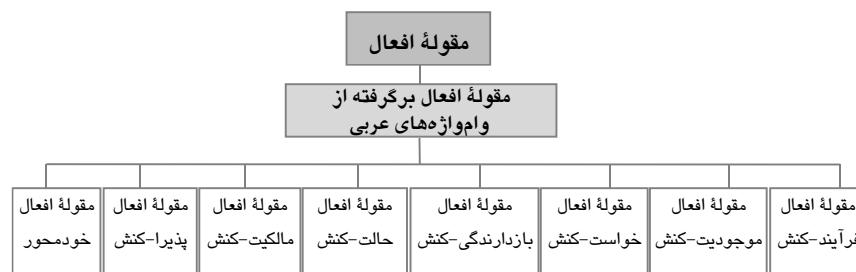 مقولهٔ افعال
مقولهٔ افعال برگرفته از
وام‌واژه‌های عربی
مقولهٔ افعال
فرآیند-کنش
مقولهٔ افعال
موجودیت-کنش
مقولهٔ افعال
خواست-کنش
مقولهٔ افعال
بازدارندگی-کنش
مقولهٔ افعال
حالت-کنش
مقولهٔ افعال
مالکیت-کنش
مقولهٔ افعال
پذیرا-کنش
مقولهٔ افعال
خودمحور